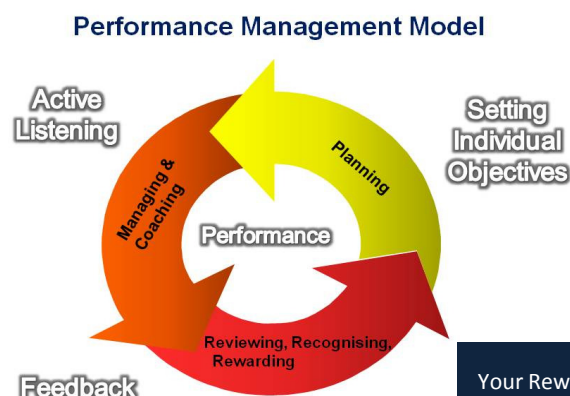 Performance Management Model
Active
Listening
Setting
Individual
Objectives
Planning
Managing &
Coaching
Performance
Reviewing, Recognising,
Rewarding
Feedback
Your Rew